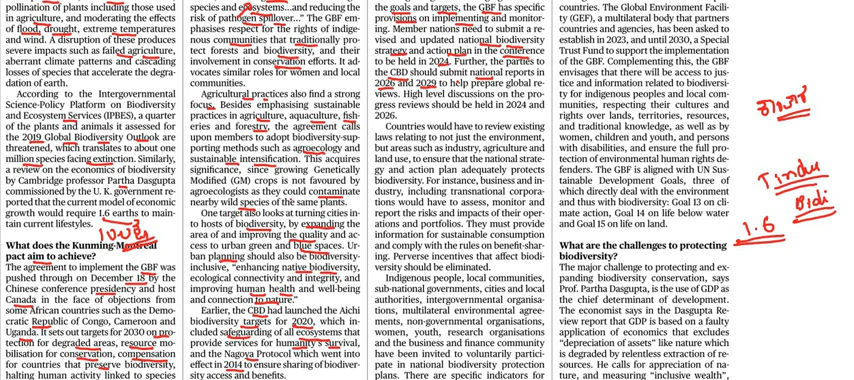 pollination of plants including those used
in agriculture, and moderating the effects
of flood, drought, extreme temperatures
and wind. A disruption of these produces
severe impacts such as failed agriculture,
aberrant climate patterns and cascading
losses of species that accelerate the degra-
dation of earth.
According to the Intergovernmental
Science-Policy Platform on Biodiversity
and Ecosystem Services (IPBES), a quarter
of the plants and animals it assessed for
the 2019 Global Biodiversity Outlook are
threatened, which translates to about one
million species facing extinction. Similarly,
a review on the economics of biodiversity
by Cambridge professor Partha Dasgupta
commissioned by the U. K. government re-
ported that the current model of economic
growth would require 1.6 earths to main-
tain current lifestyles.
What does the Kunming-Montreal
pact aim to achieve?
The agreement to implement the GBF was
pushed through on December 18 by the
Chinese conference presidency and host
Canada in the face of objections from
some African countries such as the Demo-
cratic Republic of Congo, Cameroon and
Uganda. It sets out targets for 2030 on pro-
tection for degraded areas, resource mo-
bilisation for conservation, compensation
for countries that preserve biodiversity,
halting human activity linked to species
species and ecosystems...and reducing the
risk of pathogen spillover..." The GBF em-
phasises respect for the rights of indige-
nous communities that traditionally pro-
tect forests and biodiversity, and their
involvement in conservation efforts. It ad-
vocates similar roles for women and local
communities.
Agricultural practices also find a strong
focus. Besides emphasising sustainable
practices in agriculture, aquaculture, fish-
eries and forestry, the agreement calls
upon members to adopt biodiversity-sup-
porting methods such as agroecology and
sustainable intensification. This acquires
significance, since growing Genetically
Modified (GM) crops is not favoured by
agroecologists as they could contaminate
nearby wild species of the same plants.
One target also looks at turning cities in-
to hosts of biodiversity, by expanding the
area of and improving the quality and ac-
cess to urban green and blue spaces. Ur-
ban planning should also be biodiversity-
inclusive, "enhancing native biodiversity,
ecological connectivity and integrity, and
improving human health and well-being
and connection to nature."
Earlier, the CBD had launched the Aichi
biodiversity targets for 2020, which in-
cluded safeguarding of all ecosystems that
provide services for humanity's survival,
and the Nagoya Protocol which went into
effect in 2014 to ensure sharing of biodiver-
sity access and benefits.
the goals and targets, the GBF has specific
provisions on implementing and monitor-
ing. Member nations need to submit a re-
vised and updated national biodiversity
strategy and action plan in the conference
to be held in 2024. Further, the parties to
the CBD should submit national reports in
2026 and 2029 to help prepare global re-
views. High level discussions on the pro-
gress reviews should be held in 2024 and
2026.
Countries would have to review existing
laws relating to not just the environment,
but areas such as industry, agriculture and
land use, to ensure that the national strate-
gy and action plan adequately protects
biodiversity. For instance, business and in-
dustry, including transnational corpora-
tions would have to assess, monitor and
report the risks and impacts of their oper-
ations and portfolios. They must provide
information for sustainable consumption
and comply with the rules on benefit-shar-
ing. Perverse incentives that affect biodi-
versity should be eliminated.
Indigenous people, local communities,
sub-national governments, cities and local
authorities, intergovernmental organisa-
tions, multilateral environmental agree-
ments, non-governmental organisations,
women, youth, research organisations
and the business and finance community
have been invited to voluntarily partici-
pate in national biodiversity protection
plans. There are specific indicators for
countries. The Global Environment Facili-
ty (GEF), a multilateral body that partners
countries and agencies, has been asked to
establish in 2023, and until 2030, a Special
Trust Fund to support the implementation
of the GBF. Complementing this, the GBF
envisages that there will be access to jus-
tice and information related to biodiversi-
ty for indigenous peoples and local com-
munities, respecting their cultures and
rights over lands, territories, resources,
and traditional knowledge, as well as by
women, children and youth, and persons
with disabilities, and ensure the full pro-
tection of environmental human rights de-
fenders. The GBF is aligned with UN Sus-
tainable Development Goals, three of
which directly deal with the environment
and thus with biodiversity: Goal 13 on cli-
mate action, Goal 14 on life below water
and Goal 15 on life on land.
What are the challenges to protecting
biodiversity?
The major challenge to protecting and ex-
panding biodiversity conservation, says
Prof. Partha Dasgupta, is the use of GDP as
the chief determinant of development.
The economist says in the Dasgupta Re-
view report that GDP is based on a faulty
application of economics that excludes
"depreciation of assets" like nature which
is degraded by relentless extraction of re-
sources. He calls for appreciation of na-
ture, and measuring "inclusive wealth",
Tindu
Bidi
1.6